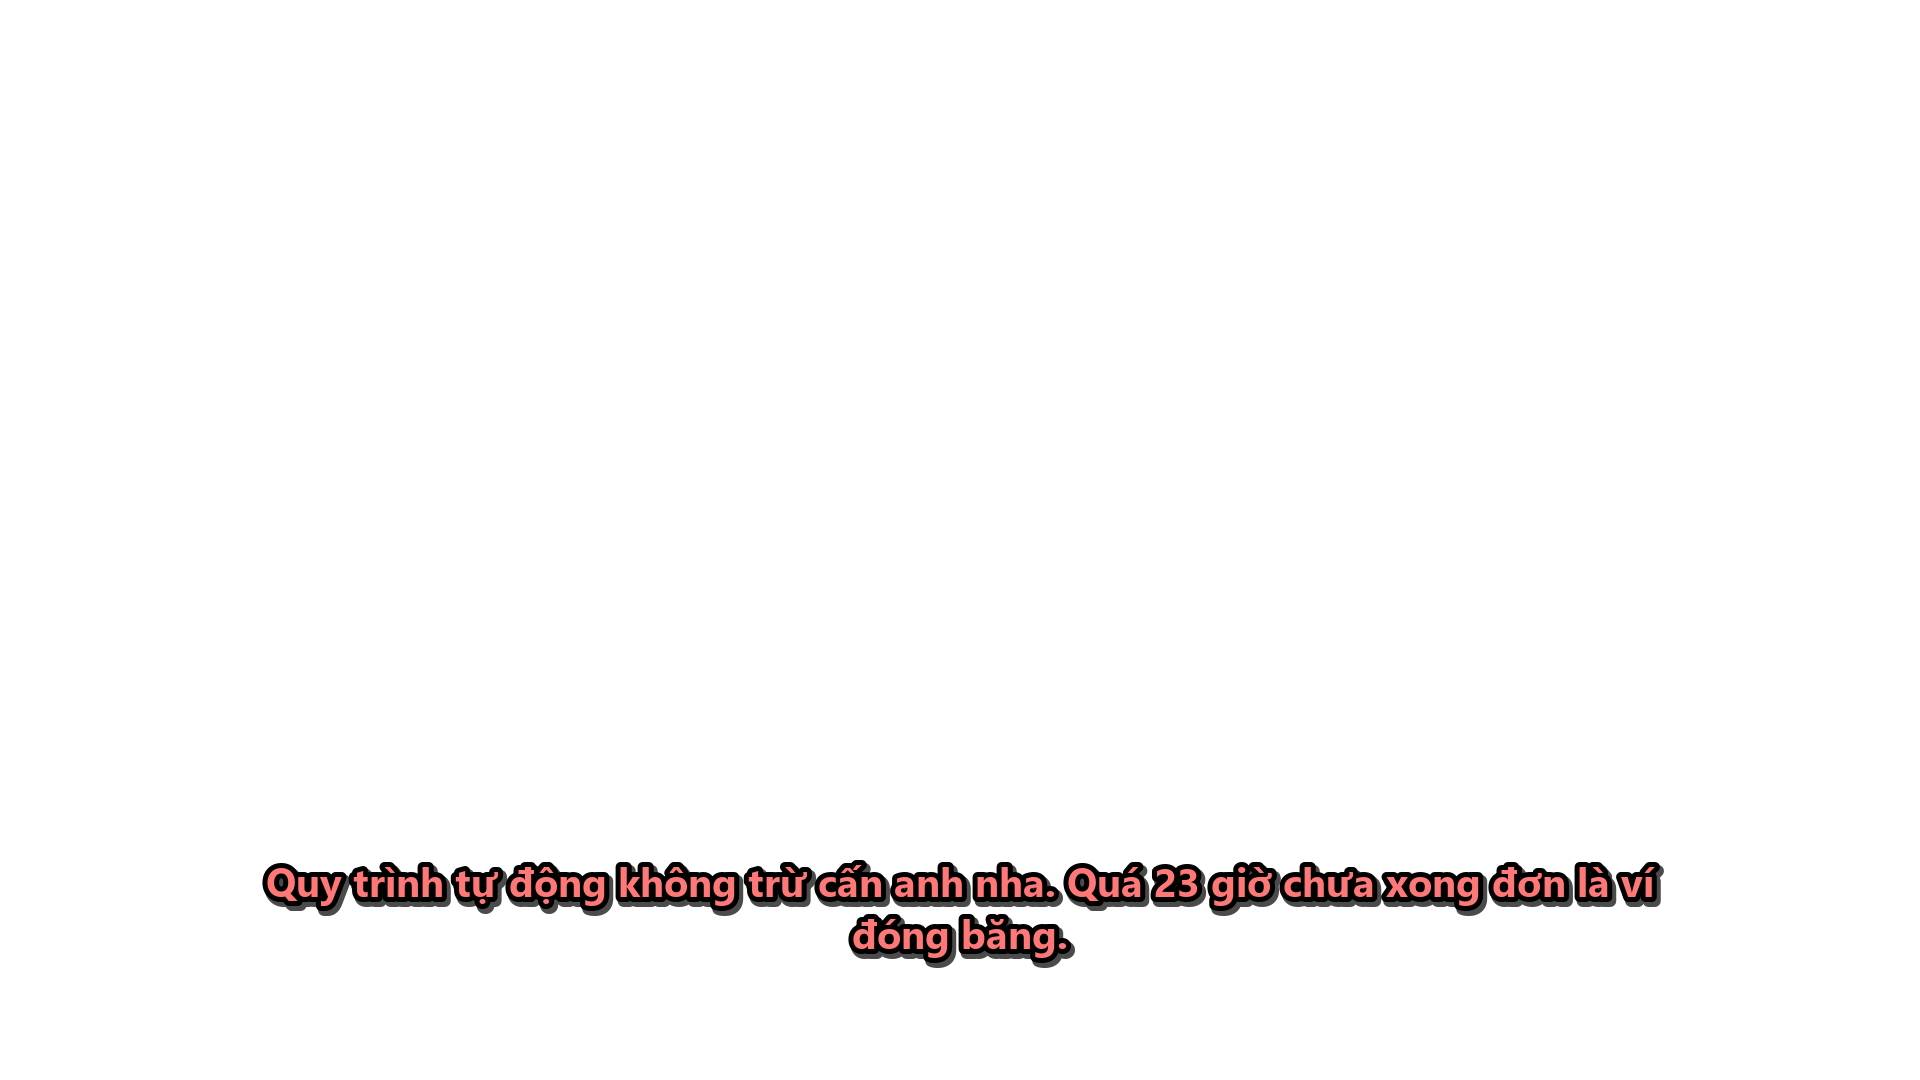 Quy trình tự động không trừ cấn anh nha. Quá 23 giờ chưa xong đơn là ví
đóng băng.